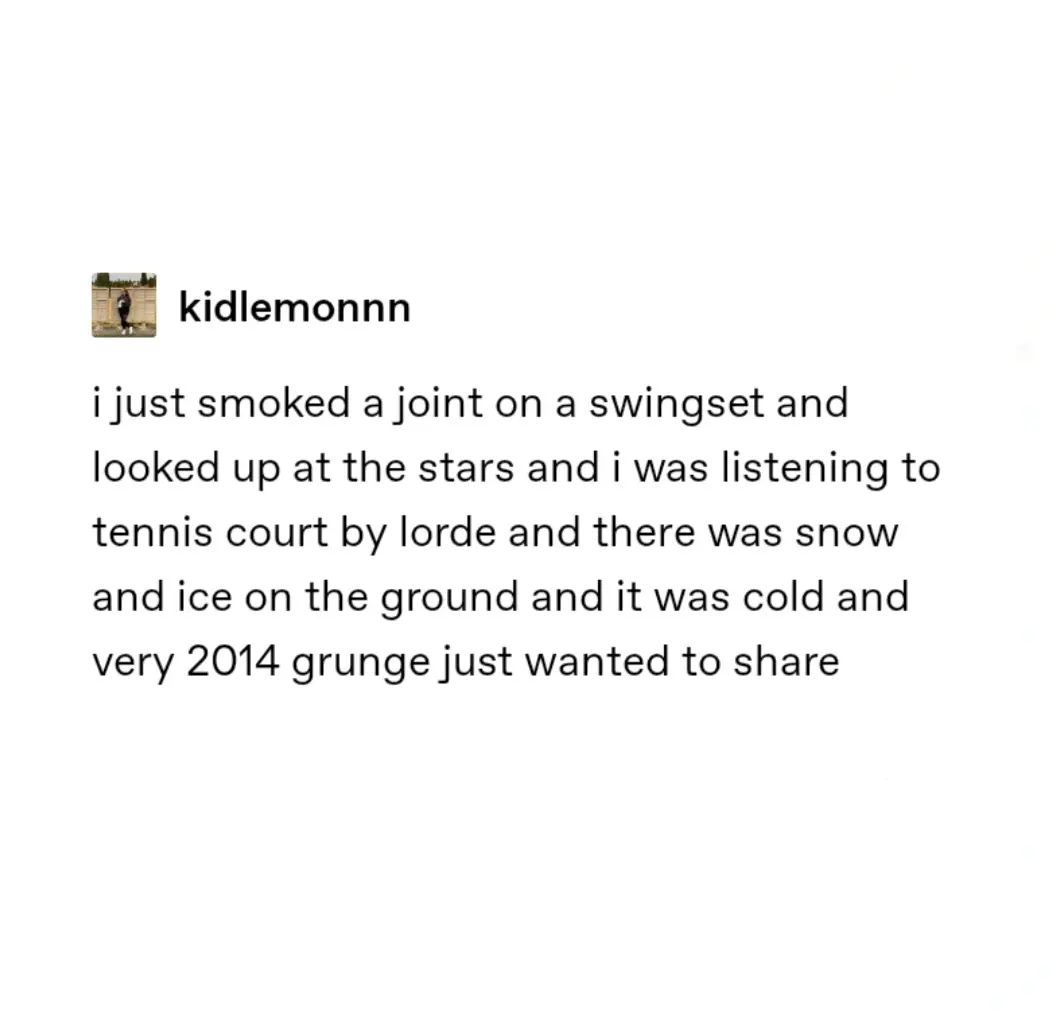 kidlemonnn
i just smoked a joint on a swingset and
looked up at the stars and i was listening to
tennis court by lorde and there was snow
and ice on the ground and it was cold and
very 2014 grunge just wanted to share